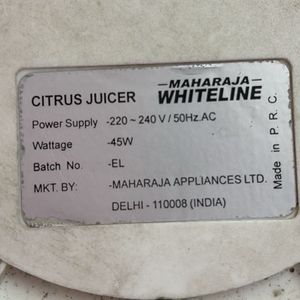 MAHARAJA
WHITELINE
CITRUS JUICER
Power Supply -220 ~ 240 V / 50Hz.AC
Wattage -45W
Batch No. -EL
MKT. BY: -MAHARAJA APPLIANCES LTD.
DELHI - 110008 (INDIA)
Made in P. R. C.